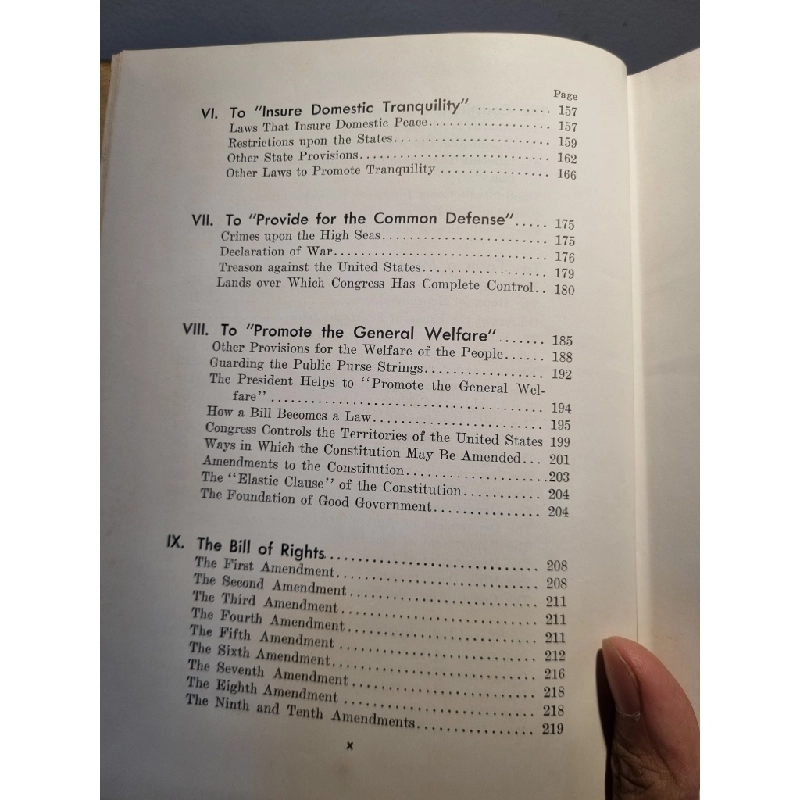 Page
VI. To "Insure Domestic Tranquility" ........... 157
Laws That Insure Domestic Peace................ 157
Restrictions upon the States..................... 159
Other State Provisions.......................... 162
Other Laws to Promote Tranquility .............. 166
VII. To "Provide for the Common Defense"..... 175
Crimes upon the High Seas....................... 175
Declaration of War.............................. 176
Treason against the United States................ 179
Lands over Which Congress Has Complete Control.. 180
VIII. To "Promote the General Welfare"....... 185
Other Provisions for the Welfare of the People...... 188
Guarding the Public Purse Strings................. 192
The President Helps to "Promote the General Wel-
fare" ........................................ 194
How a Bill Becomes a Law........................ 195
Congress Controls the Territories of the United States 199
Ways in Which the Constitution May Be Amended... 201
Amendments to the Constitution................... 203
The "Elastic Clause" of the Constitution............ 204
The Foundation of Good Government............... 204
IX. The Bill of Rights............................ 208
The First Amendment............................ 208
The Second Amendment.......................... 211
The Third Amendment........................... 211
The Fourth Amendment.......................... 211
The Fifth Amendment ........................... 212
The Sixth Amendment............................ 216
The Seventh Amendment......................... 218
The Eighth Amendment ......................... 218
The Ninth and Tenth Amendments................ 219
x